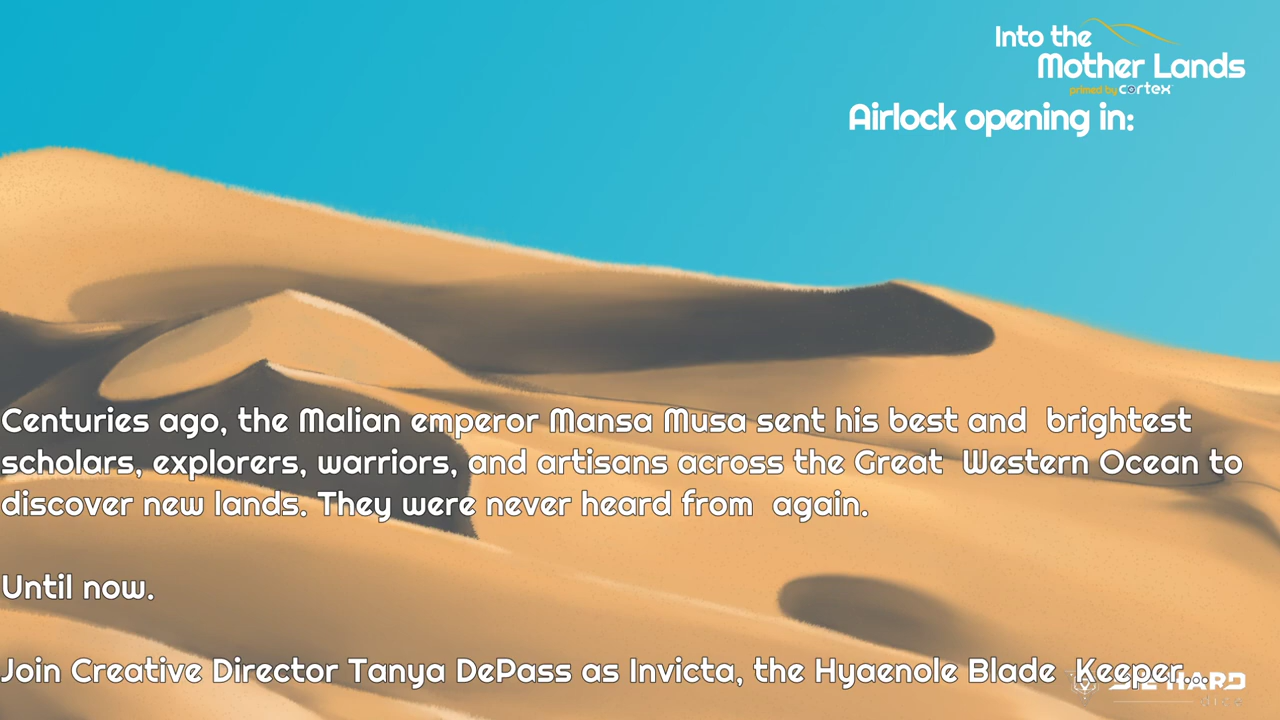 Into the
Mother Lands
primed by cortex
Airlock opening in:
Centuries ago, the Malian emperor Mansa Musa sent his best and brightest
scholars, explorers, warriors, and artisans across the Great Western Ocean to
discover new lands. They were never heard from again.
Until now.
Join Creative Director Tanya DePass as Invicta, the Hyaenole Blade Keeper...
HARD